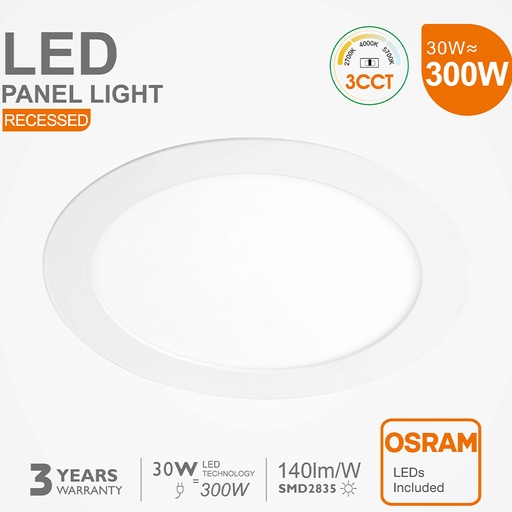 LED
PANEL LIGHT
RECESSED
2700K 4000K 5700K
3CCT
30W≈
300W
3 YEARS
WARRANTY
30W LED
TECHNOLOGY
=300W
140lm/W
SMD2835
OSRAM
LEDs
Included